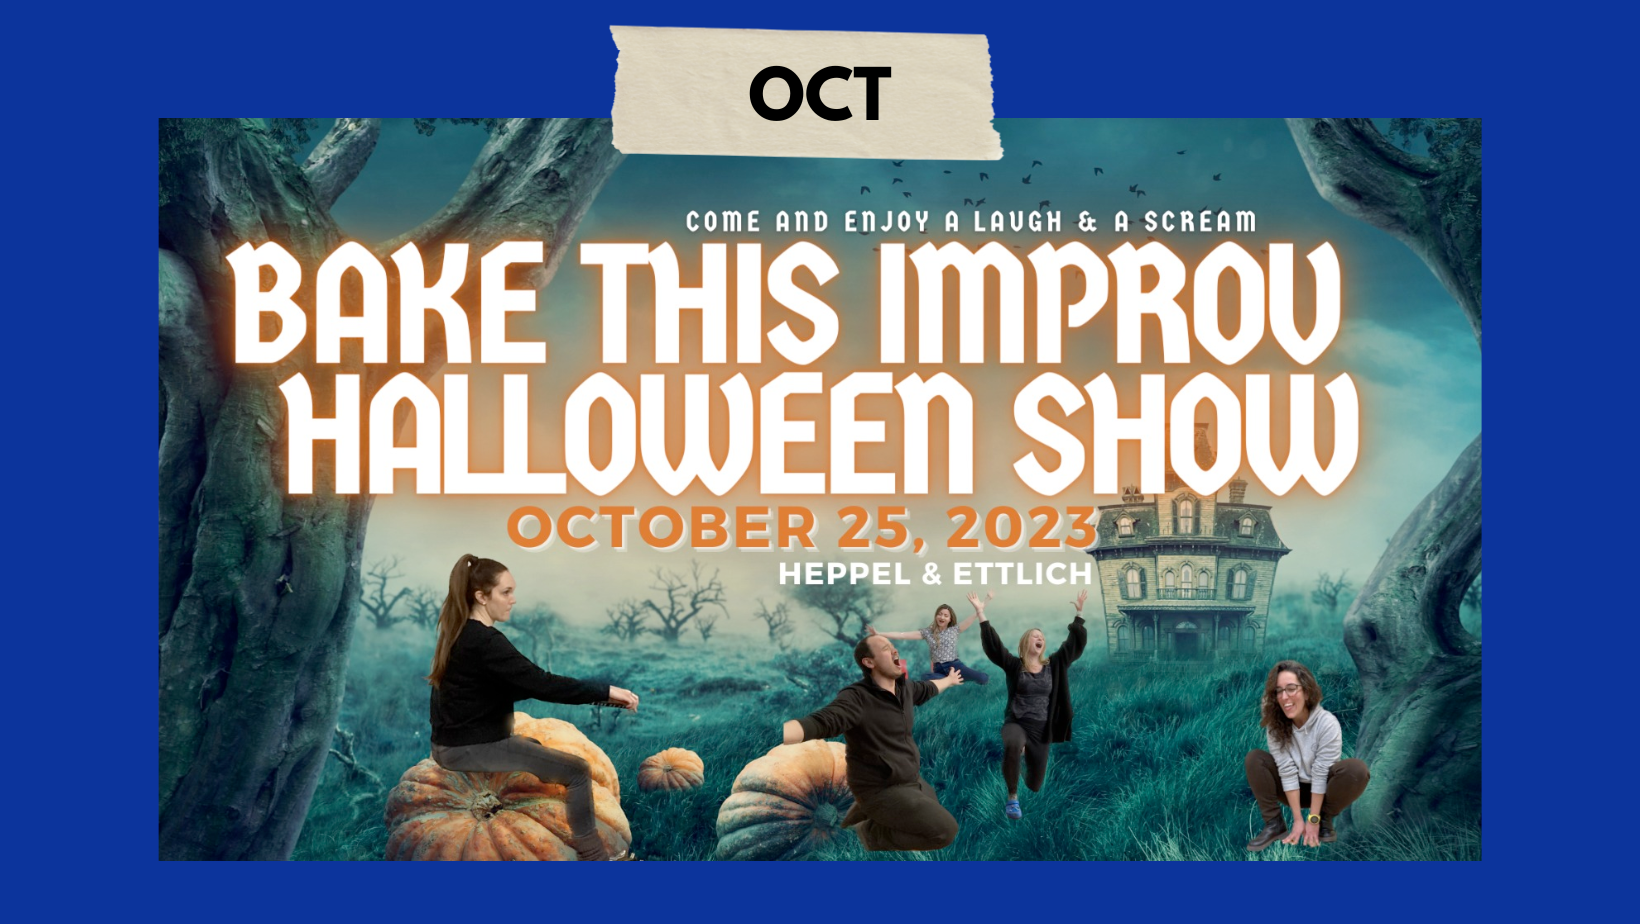 OCT
COME AND ENJOY A LAUGH & A SCREAM
BAKE THIS IMPROV
HALLOWEEN SHOW
OCTOBER 25, 2023
HEPPEL & ETTLICH